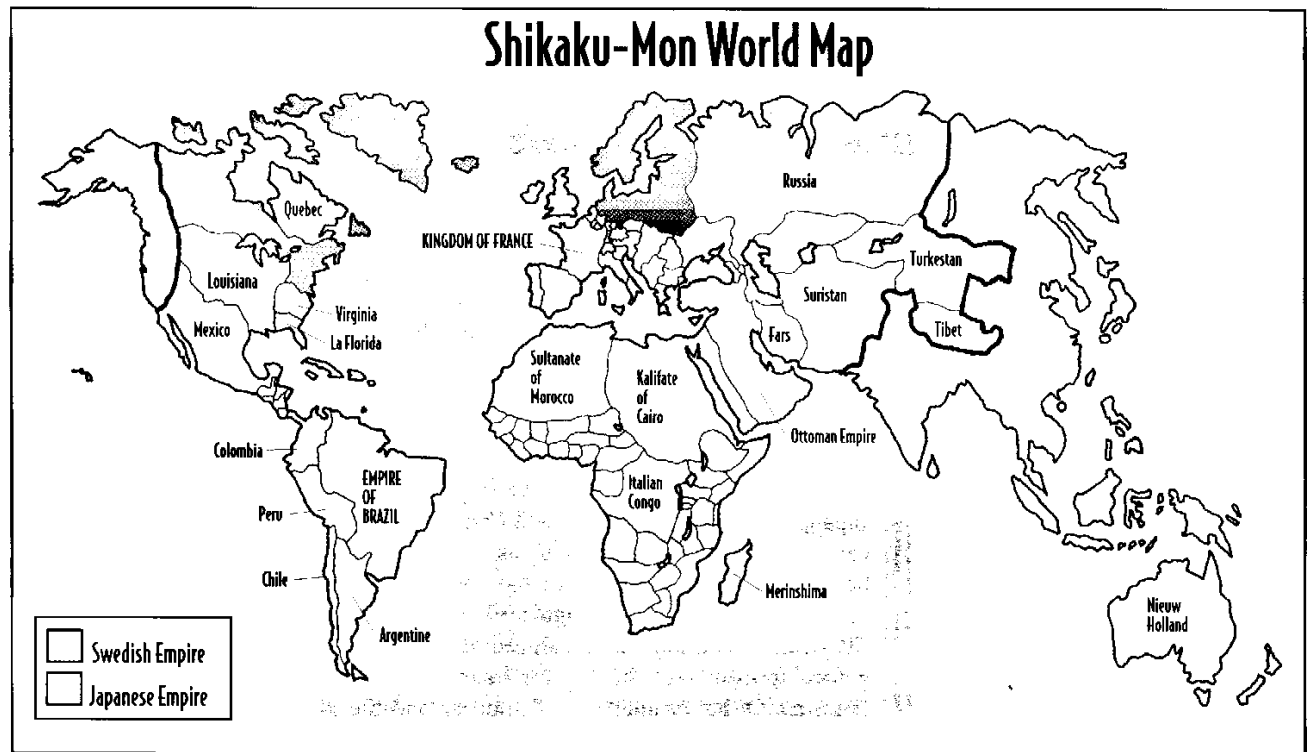 Shikaku-Mon World Map
Russia
Quebec
KINGDOM OF FRANCE
Turkestan
Louisiana
Suristan
Virginia
Mexico
Tibet
La Florida
Fars
Sultanate
of
Morocco
Kalifate
of
Cairo
Ottoman Empire
Colombia
EMPIRE
OF
BRAZIL
Italian
Congo
Peru
Chile
Merinshima
Nieuw
Holland
Argentine
Swedish Empire
Japanese Empire